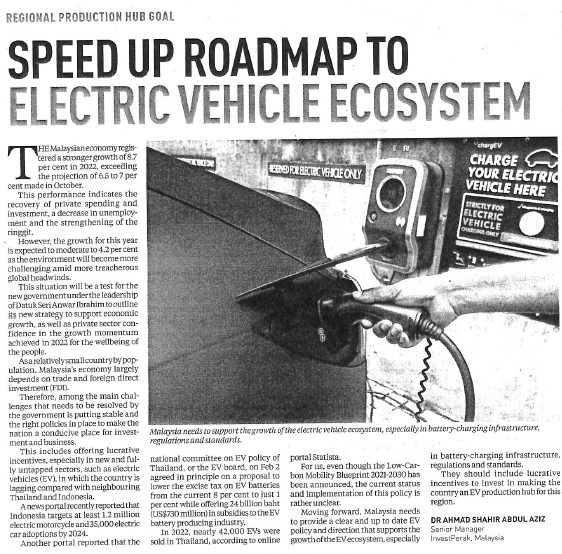 REGIONAL PRODUCTION HUB GOAL
SPEED UP ROADMAP TO
ELECTRIC VEHICLE ECOSYSTEM
THE Malaysian economy regis-
tered a stronger growth of 8.7
per cent in 2022, exceeding
the projection of 6.5 to 7 per
cent made in October.
This performance indicates the
recovery of private spending and
investment, a decrease in unemploy-
ment and the strengthening of the
ringgit.
However, the growth for this year
is expected to moderate to 4.2 per cent
as the environment will become more
challenging amid more treacherous
global headwinds.
This situation will be a test for the
new government under the leadership
of Datuk Seri Anwar Ibrahim to outline
its new strategy to support economic
growth, as well as private sector con-
fidence in the growth momentum
achieved in 2022 for the wellbeing of
the people.
As a relatively small country by pop-
ulation, Malaysia's economy largely
depends on trade and foreign direct
investment (FDI).
Therefore, among the main chal-
lenges that need to be resolved by
the government is putting stable and
the right policies in place to make the
nation a conducive place for invest-
ment and business.
This includes offering lucrative
incentives, especially in new and ful-
ly untapped sectors, such as electric
vehicles (EV), in which the country is
lagging compared with neighbouring
Thailand and Indonesia.
A news portal recently reported that
Indonesia targets at least 1.2 million
electric motorcycle and 35,000 electric
car adoptions by 2024.
Another portal reported that the
RESERVED FOR ELECTRIC VEHICLE ONLY
chargEV
CHARGE
YOUR ELECTRIC
VEHICLE HERE
STRICTLY FOR
ELECTRIC
VEHICLE
CHARGING ONLY
Malaysia needs to support the growth of the electric vehicle ecosystem, especially in battery-charging infrastructure,
regulations and standards.
national committee on EV policy of
Thailand, or the EV board, on Feb 2
agreed in principle on a proposal to
lower the excise tax on EV batteries
from the current 8 per cent to just 1
per cent while offering 24 billion baht
(US$730 million) in subsidies to the EV
battery producing industry.
In 2022, nearly 42,000 EVs were
sold in Thailand, according to online
portal Statista.
For us, even though the Low-Car-
bon Mobility Blueprint 2021-2030 has
been announced, the current status
and implementation of this policy is
rather unclear.
Moving forward, Malaysia needs
to provide a clear and up to date EV
policy and direction that supports the
growth of the EV ecosystem, especially
in battery-charging infrastructure,
regulations and standards.
They should include lucrative
incentives to invest in making the
country an EV production hub for this
region.
DR AHMAD SHAHIR ABDUL AZIZ
Senior Manager
InvestPerak, Malaysia